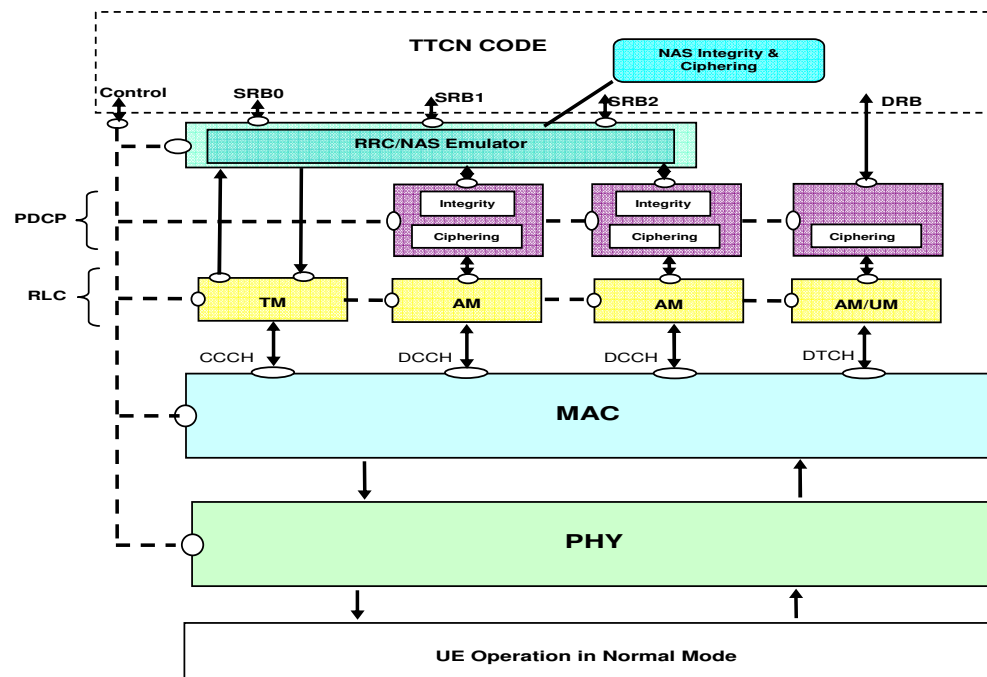 TTCN CODE
NAS Integrity &
Ciphering
Control
SRB0
SRB1
SRB2
DRB
RRC/NAS Emulator
PDCP
Integrity
Integrity
Ciphering
Ciphering
Ciphering
RLC
TM
AM
AM
AM/UM
CCCH
DCCH
DCCH
DTCH
MAC
PHY
UE Operation in Normal Mode